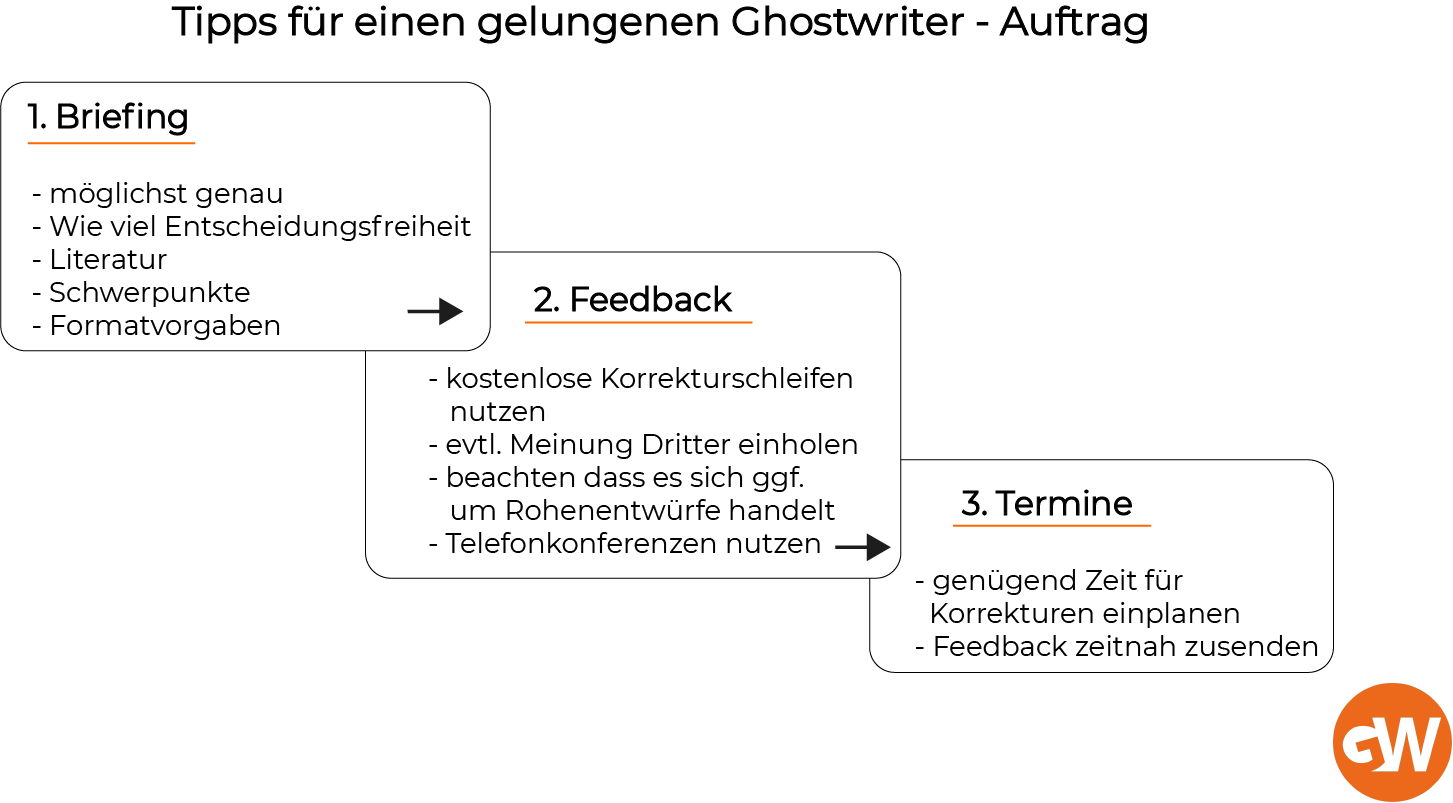 Tipps für einen gelungenen Ghostwriter - Auftrag
1. Briefing
- möglichst genau
- Wie viel Entscheidungsfreiheit
- Literatur
- Schwerpunkte
- Formatvorgaben
2. Feedback
- kostenlose Korrekturschleifen
nutzen
- evtl. Meinung Dritter einholen
- beachten dass es sich ggf.
um Rohenentwürfe handelt
- Telefonkonferenzen nutzen
3. Termine
- genügend Zeit für
Korrekturen einplanen
- Feedback zeitnah zusenden
GW